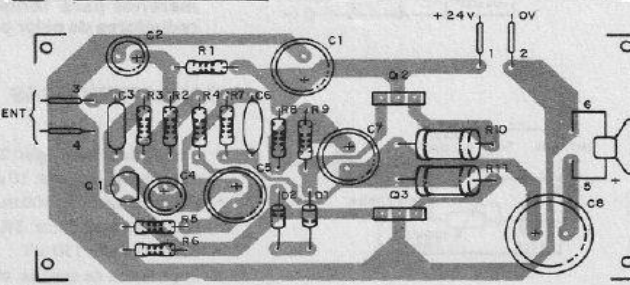 +24V 0V
C2 C1
R1
1 2
Q2
3
ENT
C3 R3 R2 R4 R7 C6
R8 R9
6
C7
R10
4
Q1
C4 C5
R11
5
+
D2 D1
Q3
C8
R5
R6